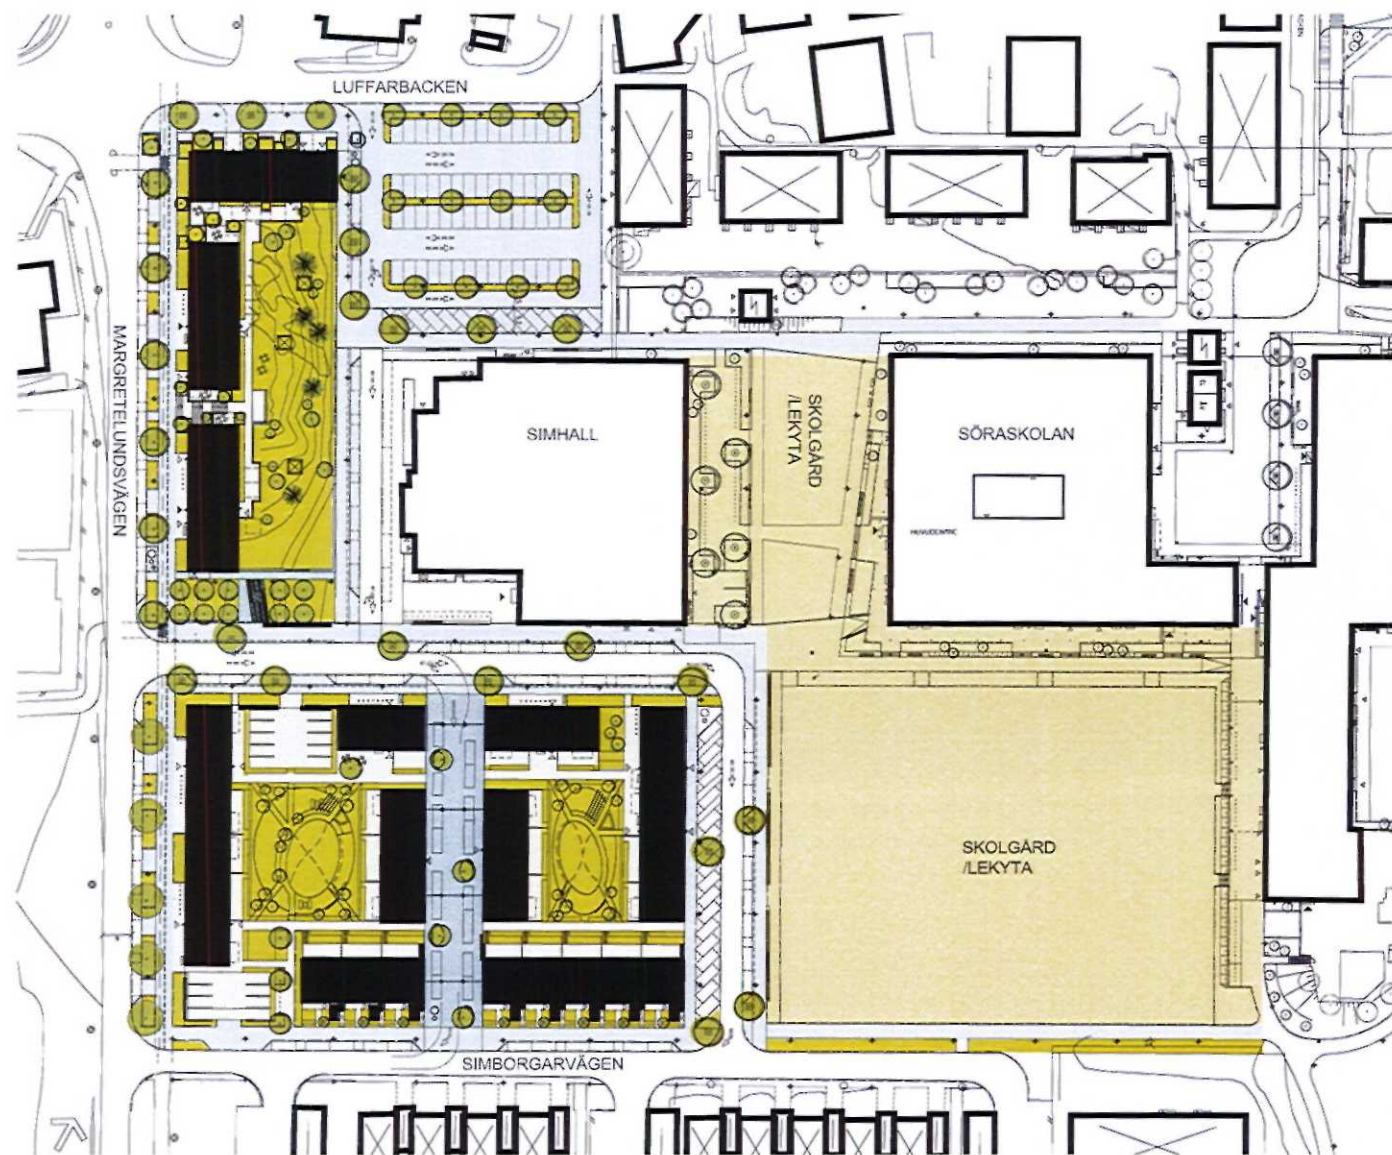 LUFFARBACKEN
MARGRETELUNDSVÄGEN
SIMHALL
SKOLGÅRD
/LEKYTA
SÖRASKOLAN
SKOLGÅRD
/LEKYTA
SIMBORGARVÄGEN